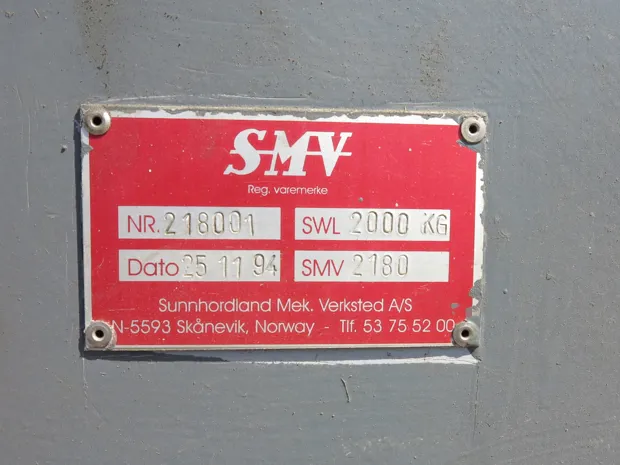 SMV
Reg. varemerke
NR. 218001 SWL 2000 KG
Dato 25 11 94 SMV 2180
Sunnhordland Mek. Verksted A/S
N-5593 Skånevik, Norway - Tlf. 53 75 52 00